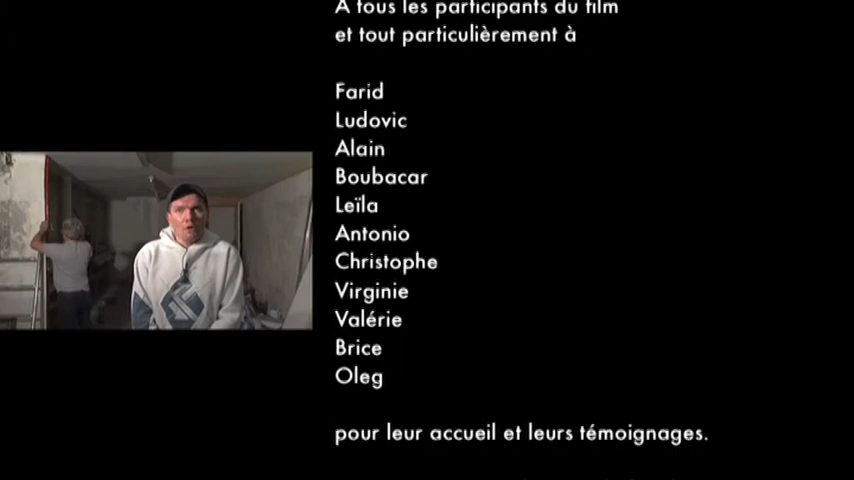 A tous les participants du film
et tout particulièrement à
Farid
Ludovic
Alain
Boubacar
Leïla
Antonio
Christophe
Virginie
Valérie
Brice
Oleg
pour leur accueil et leurs témoignages.